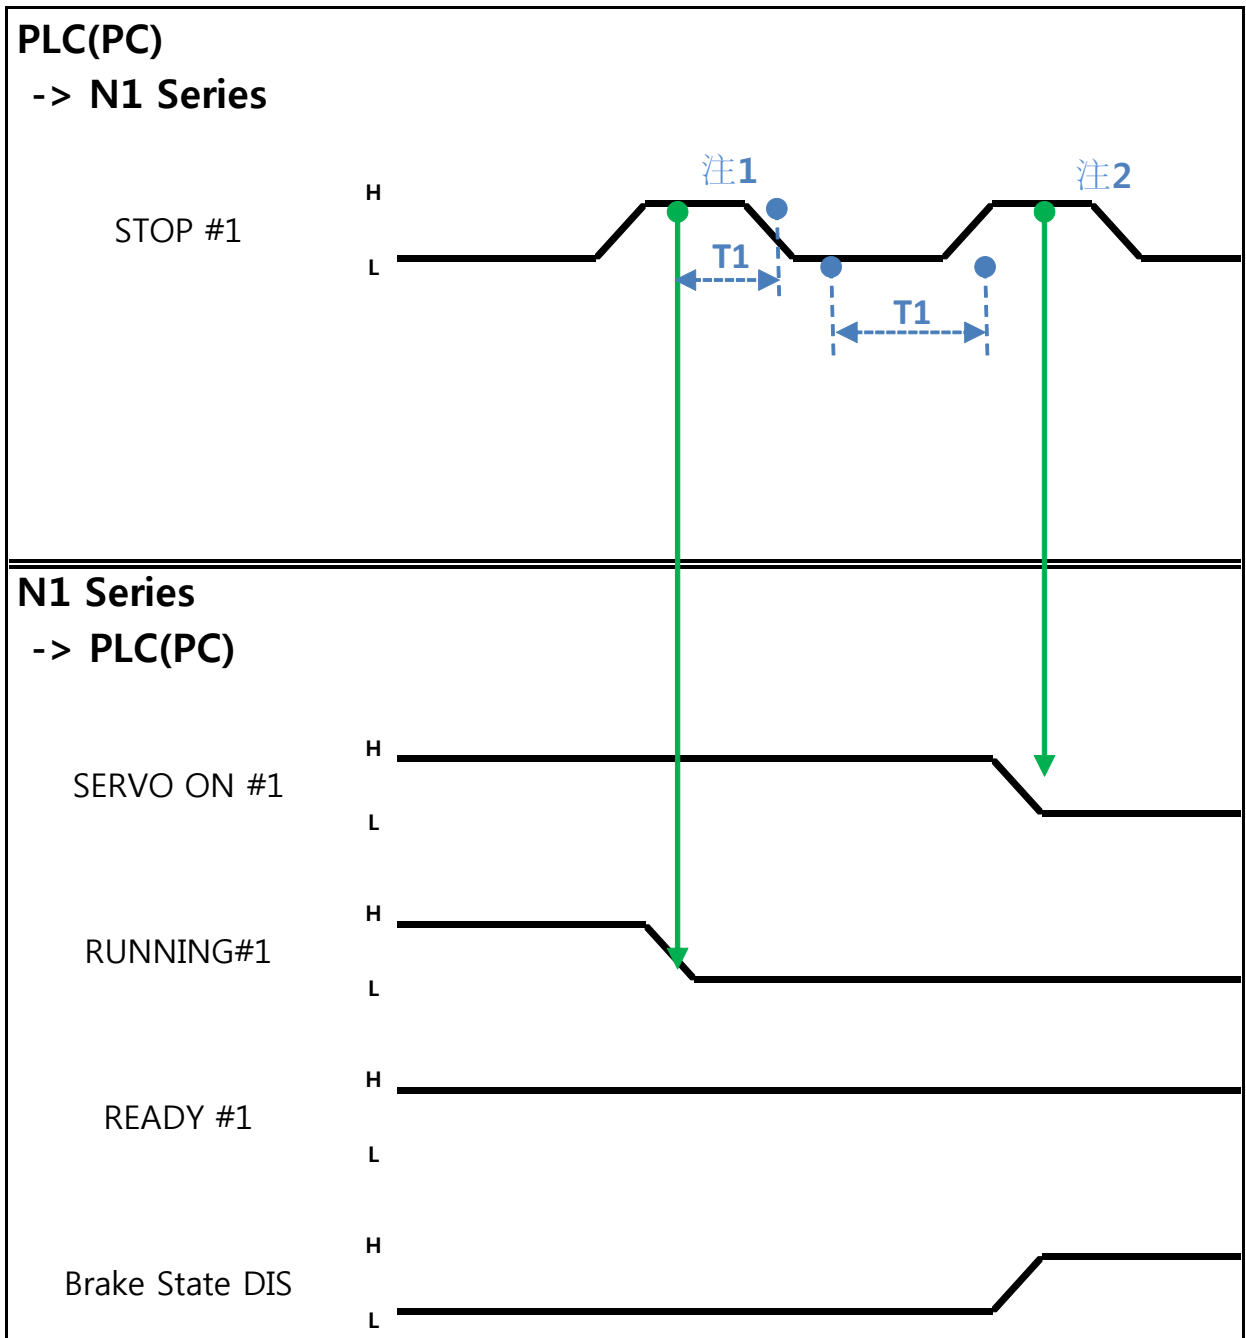 PLC(PC)
-> N1 Series
注1
注2
H
STOP #1
L
T1
T1
N1 Series
-> PLC(PC)
H
SERVO ON #1
L
H
RUNNING#1
L
H
READY #1
L
H
Brake State DIS
L